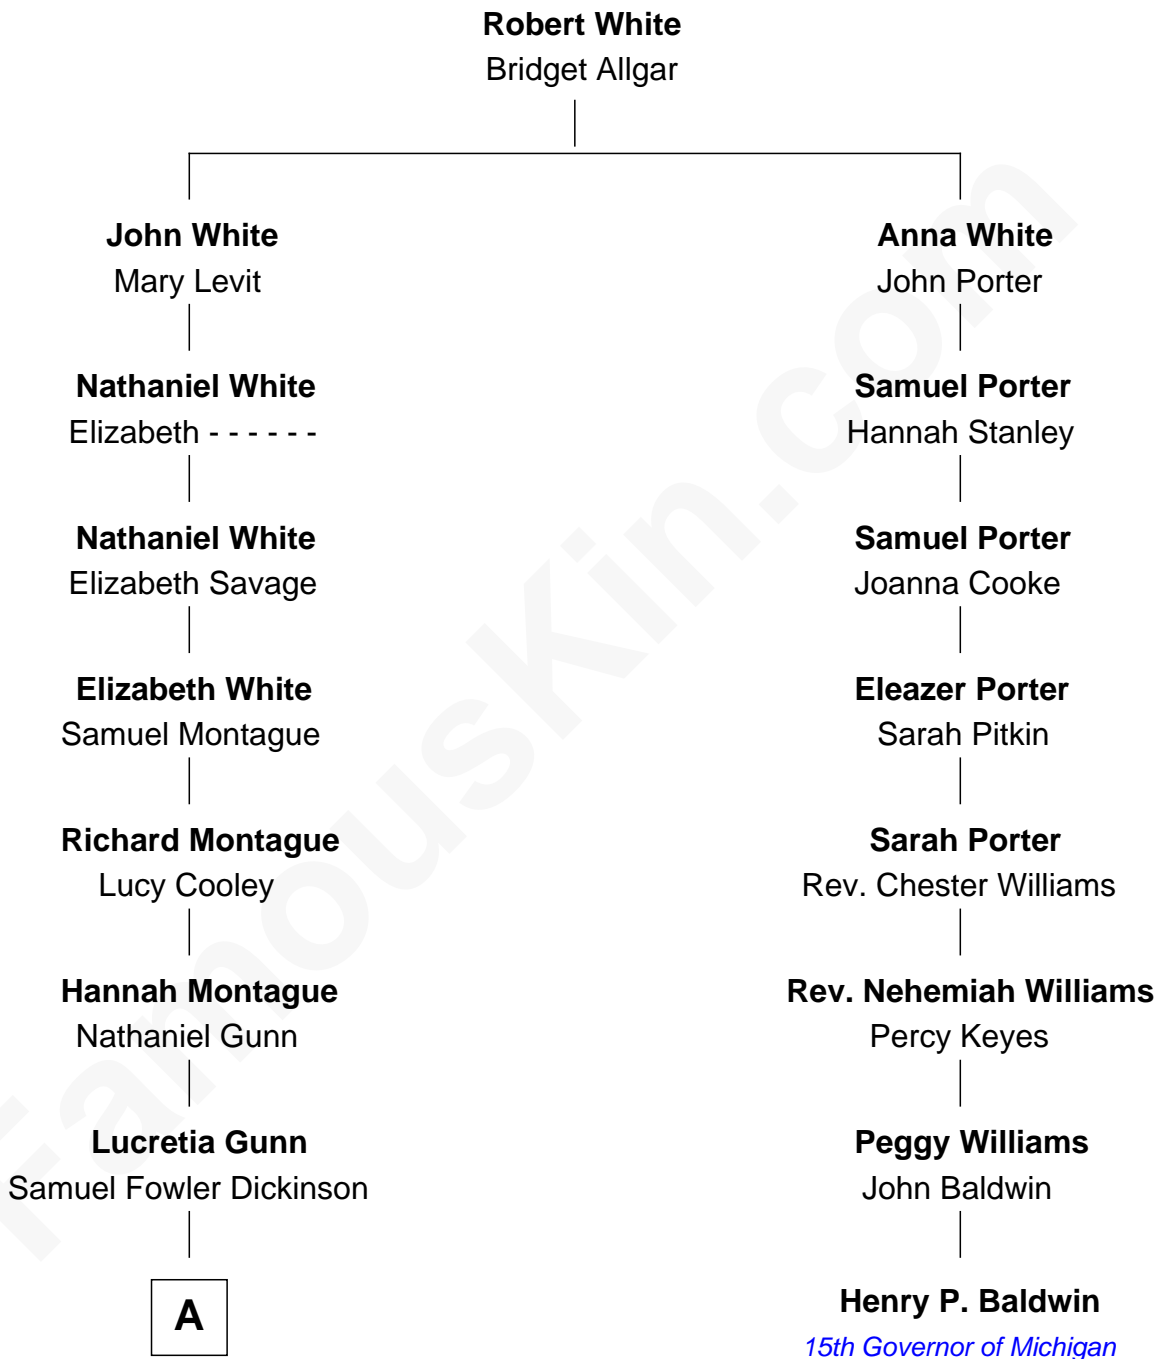 Robert White
Bridget Allgar
John White
Mary Levit
Anna White
John Porter
Nathaniel White
Elizabeth - - - - - -
Samuel Porter
Hannah Stanley
Nathaniel White
Elizabeth Savage
Samuel Porter
Joanna Cooke
Elizabeth White
Samuel Montague
Eleazer Porter
Sarah Pitkin
Richard Montague
Lucy Cooley
Sarah Porter
Rev. Chester Williams
Hannah Montague
Nathaniel Gunn
Rev. Nehemiah Williams
Percy Keyes
Lucretia Gunn
Samuel Fowler Dickinson
Peggy Williams
John Baldwin
A
Henry P. Baldwin
15th Governor of Michigan
FamousKin.com